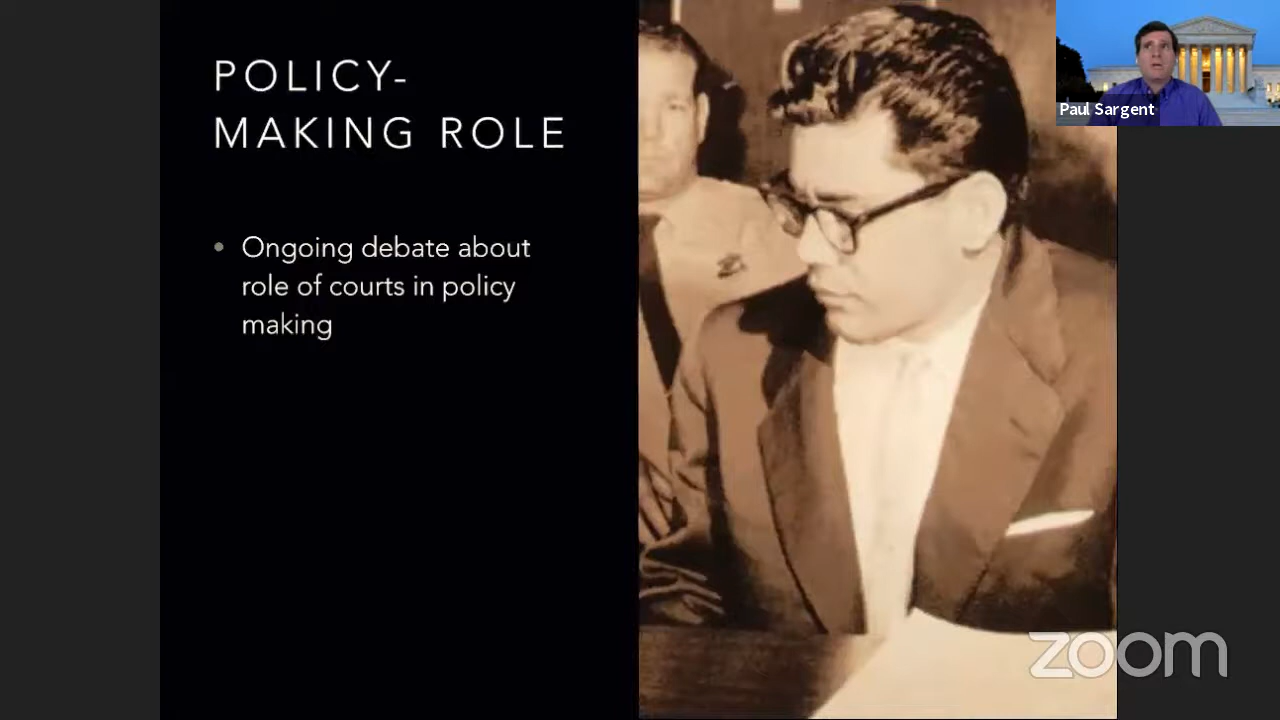 POLICY-
MAKING ROLE
• Ongoing debate about
role of courts in policy
making
Paul Sargent
zoom